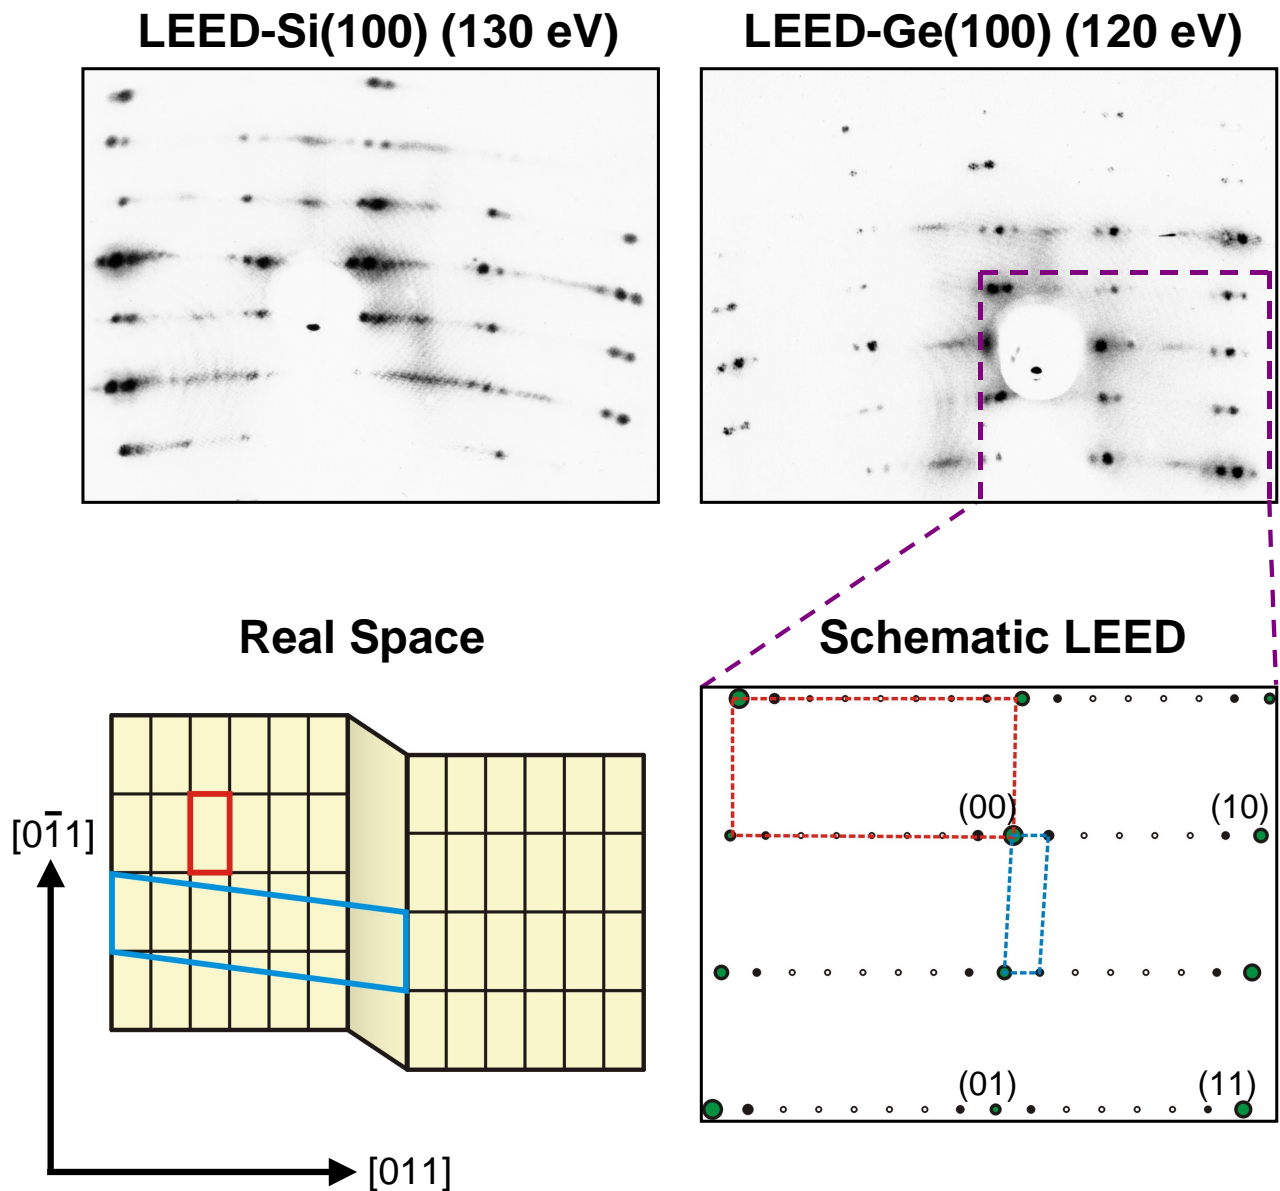 LEED-Si(100) (130 eV)
LEED-Ge(100) (120 eV)
Real Space
Schematic LEED
[01̄1]
[011]
(00)
(10)
(01)
(11)